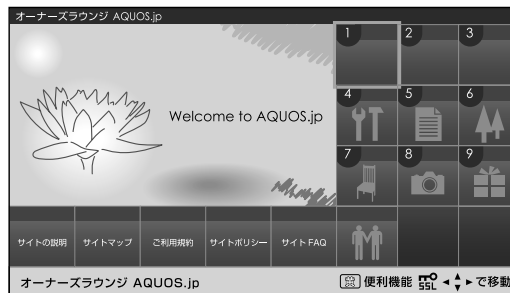 オーナーズラウンジ AQUOS.jp
1 2 3
Welcome to AQUOS.jp
4 5 6
7 8 9
サイトの説明 サイトマップ ご利用規約 サイトポリシー サイト FAQ
オーナーズラウンジ AQUOS.jp 便利機能 SSL ◄▲▼► で移動